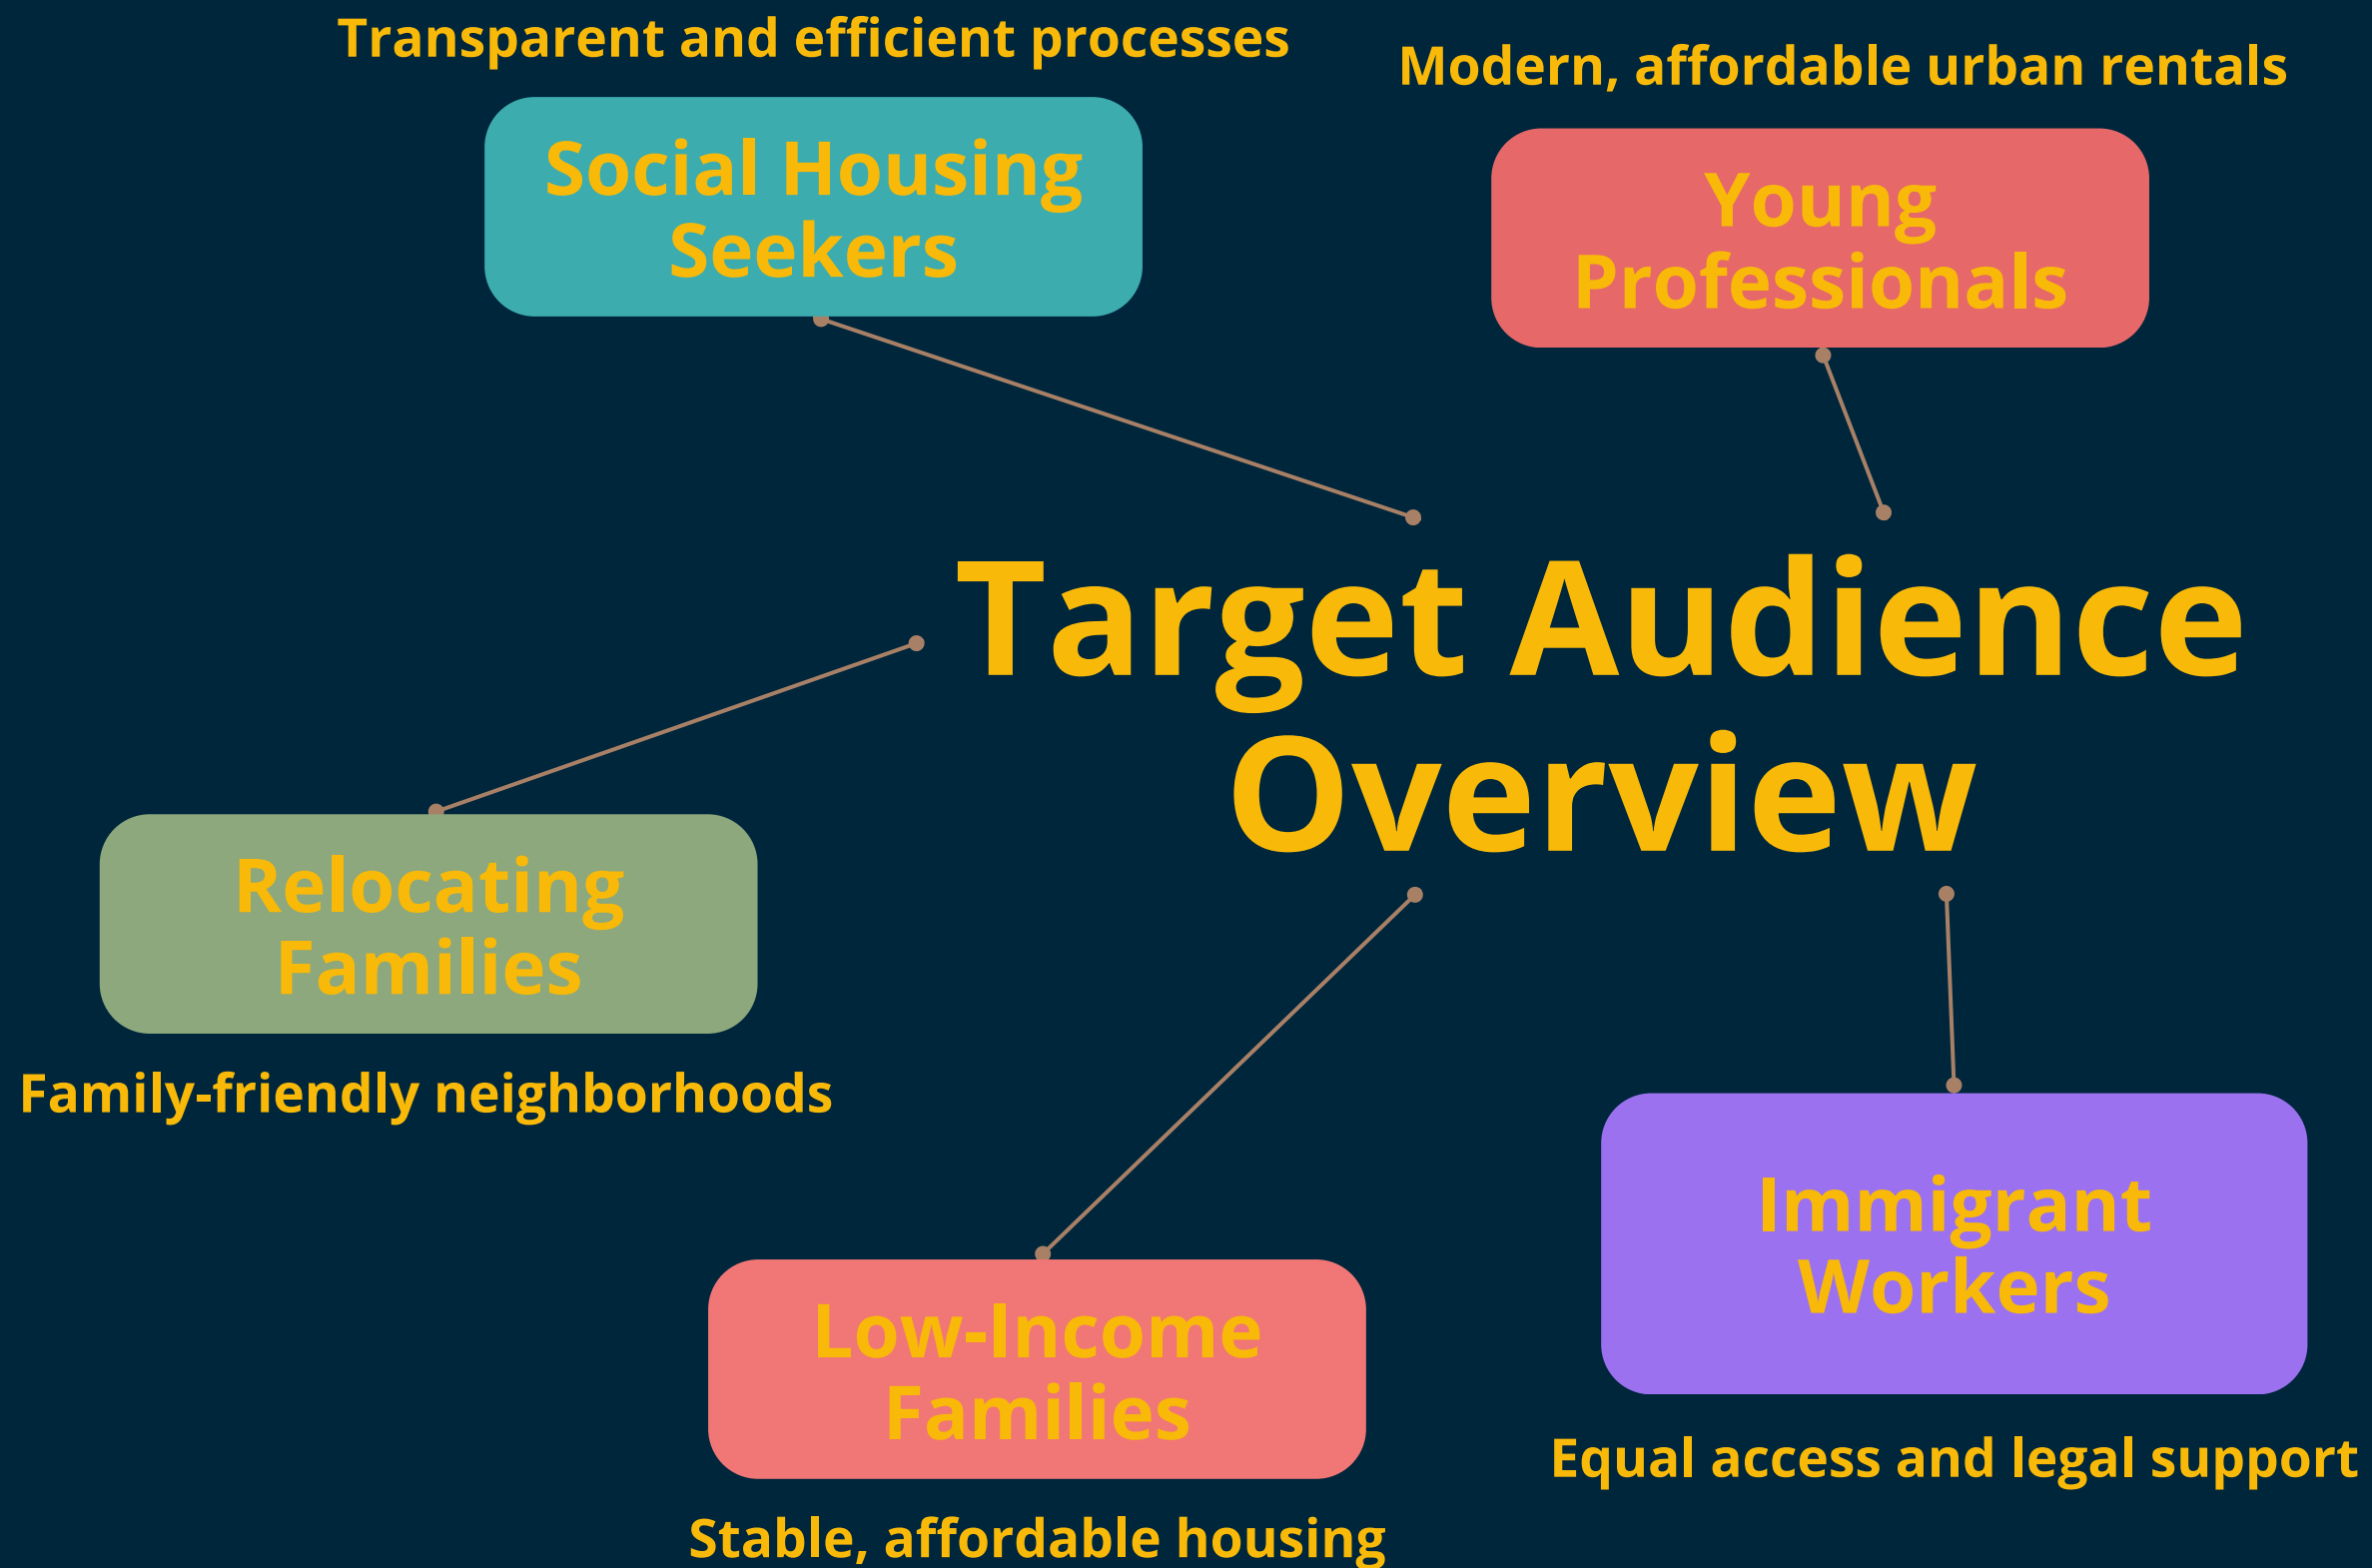 Transparent and efficient processes
Social Housing
Seekers
Modern, affordable urban rentals
Young
Professionals
Target Audience
Overview
Relocating
Families
Family-friendly neighborhoods
Low-Income
Families
Stable, affordable housing
Immigrant
Workers
Equal access and legal support